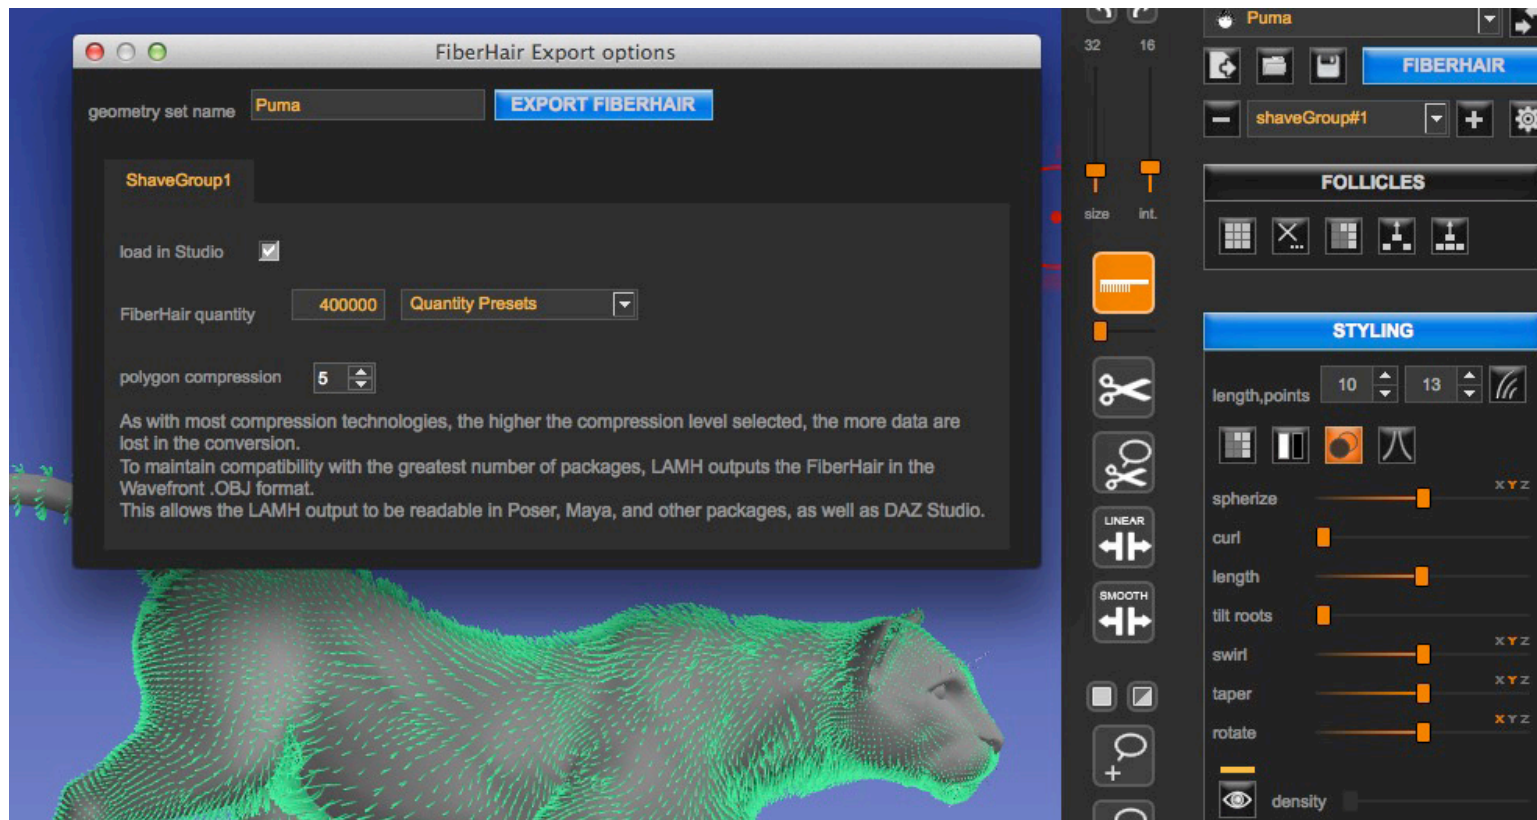 FiberHair Export options
geometry set name
Puma
EXPORT FIBERHAIR
ShaveGroup1
load in Studio
FiberHair quantity
400000
Quantity Presets
polygon compression
5
As with most compression technologies, the higher the compression level selected, the more data are
lost in the conversion.
To maintain compatibility with the greatest number of packages, LAMH outputs the FiberHair in the
Wavefront .OBJ format.
This allows the LAMH output to be readable in Poser, Maya, and other packages, as well as DAZ Studio.
32 16
size int.
LINEAR
SMOOTH
Puma
FIBERHAIR
shaveGroup#1
FOLLICLES
STYLING
length,points 10 13
spherize X Y Z
curl
length
tilt roots
swirl X Y Z
taper X Y Z
rotate X Y Z
density